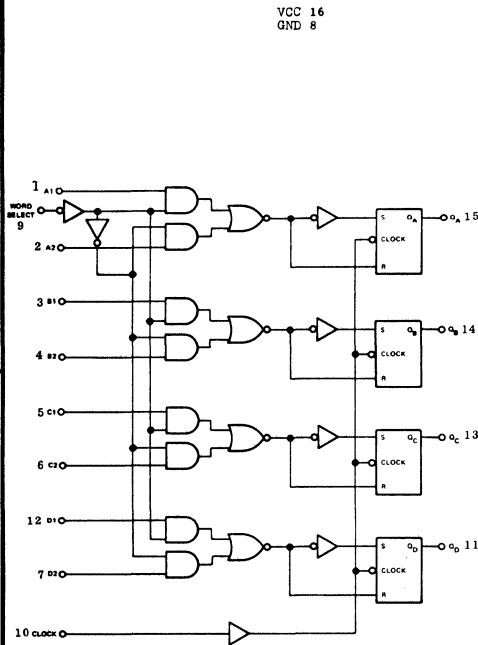 VCC 16
GND 8
1 A1
WORD SELECT 9
2 A2
S QA QA 15
CLOCK
R
3 B1
S QB QB 14
4 B2
CLOCK
R
5 C1
S QC QC 13
6 C2
CLOCK
R
12 D1
S QD QD 11
7 D2
CLOCK
R
10 CLOCK